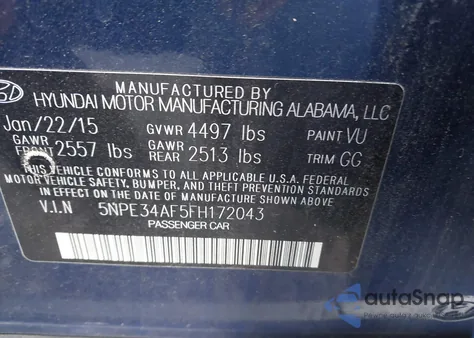 MANUFACTURED BY
HYUNDAI MOTOR MANUFACTURING ALABAMA, LLC
Jan/22/15 GVWR 4497 lbs PAINT VU
GAWR FRONT 2557 lbs GAWR REAR 2513 lbs TRIM GG
THIS VEHICLE CONFORMS TO ALL APPLICABLE U.S.A. FEDERAL
MOTOR VEHICLE SAFETY, BUMPER, AND THEFT PREVENTION STANDARDS
IN EFFECT ON THE DATE OF MANUFACTURE SHOWN ABOVE.
V.I.N 5NPE34AF5FH172043
PASSENGER CAR
autoSnap